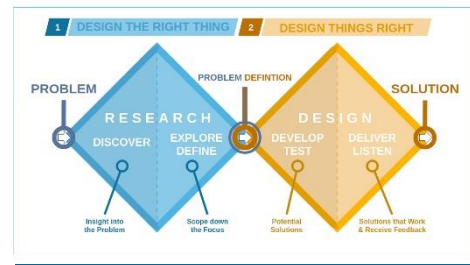 1 DESIGN THE RIGHT THING
2 DESIGN THINGS RIGHT
PROBLEM
PROBLEM DEFINTION
SOLUTION
RESEARCH
DESIGN
DISCOVER
EXPLORE
DEFINE
DEVELOP
TEST
DELIVER
LISTEN
Insight into
the Problem
Scope down
the Focus
Potential
Solutions
Solutions that Work
& Receive Feedback